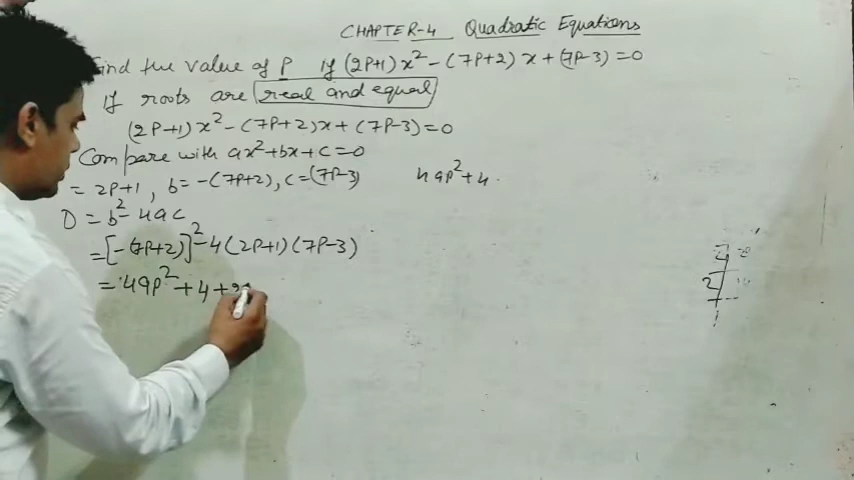 CHAPTER-4 Quadratic Equations
Find the value of P if (2P+1)x² - (7P+2)x + (7P-3) = 0
if roots are real and equal
(2P+1)x² - (7P+2)x + (7P-3) = 0
Compare with ax² + bx + c = 0
= 2P+1, b = -(7P+2), c = (7P-3)
49P² + 4
D = b² - 4ac
= [-(7P+2)]² - 4(2P+1)(7P-3)
= 49P² + 4 + 2